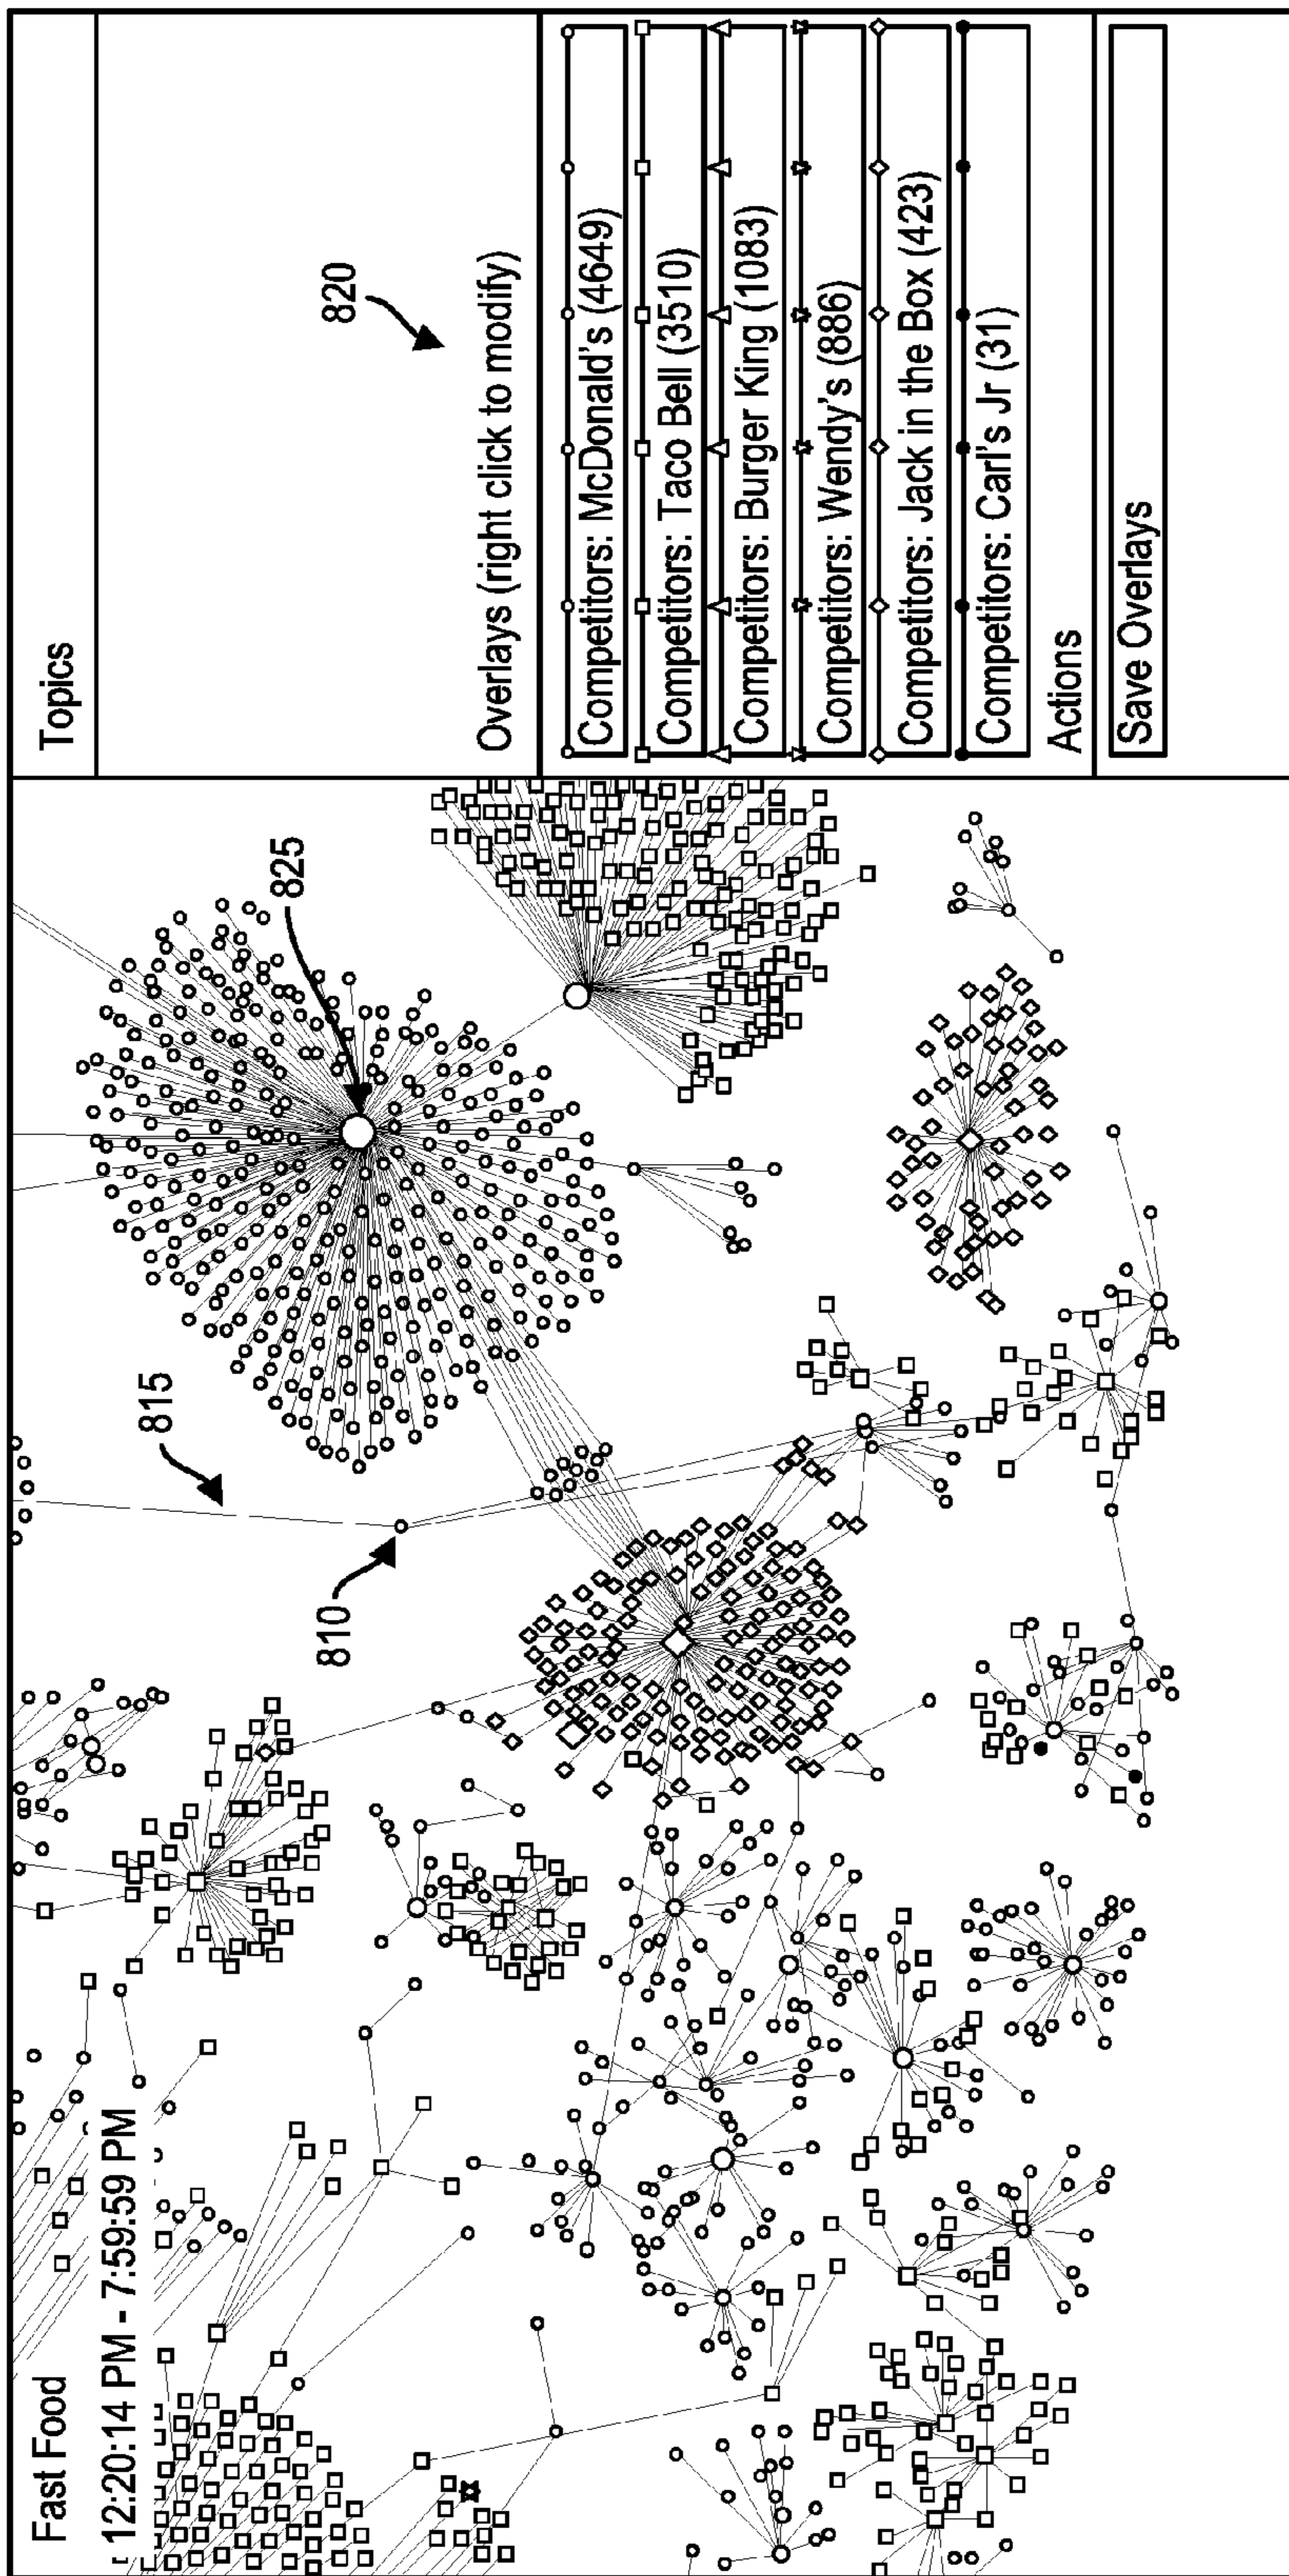 Fast Food
12:20:14 PM - 7:59:59 PM
810
815
825
Topics
820
Overlays (right click to modify)
Competitors: McDonald's (4649)
Competitors: Taco Bell (3510)
Competitors: Burger King (1083)
Competitors: Wendy's (886)
Competitors: Jack in the Box (423)
Competitors: Carl's Jr (31)
Actions
Save Overlays